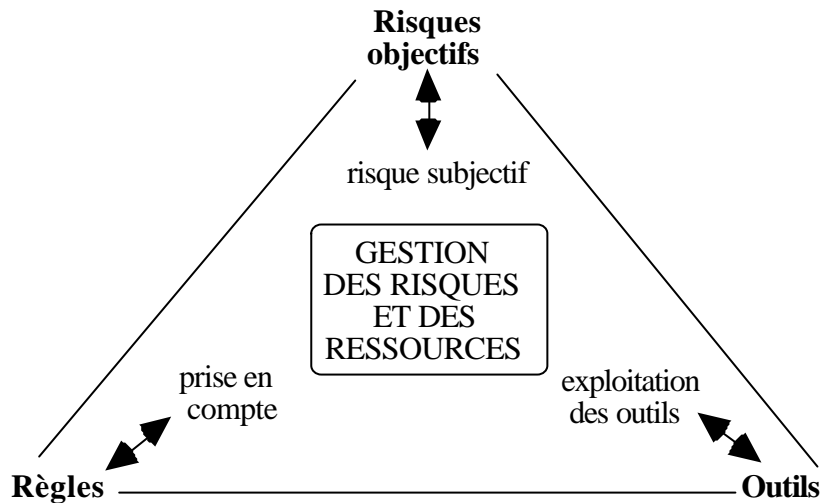 Risques
objectifs
risque subjectif
GESTION
DES RISQUES
ET DES
RESSOURCES
prise en
compte
exploitation
des outils
Règles
Outils